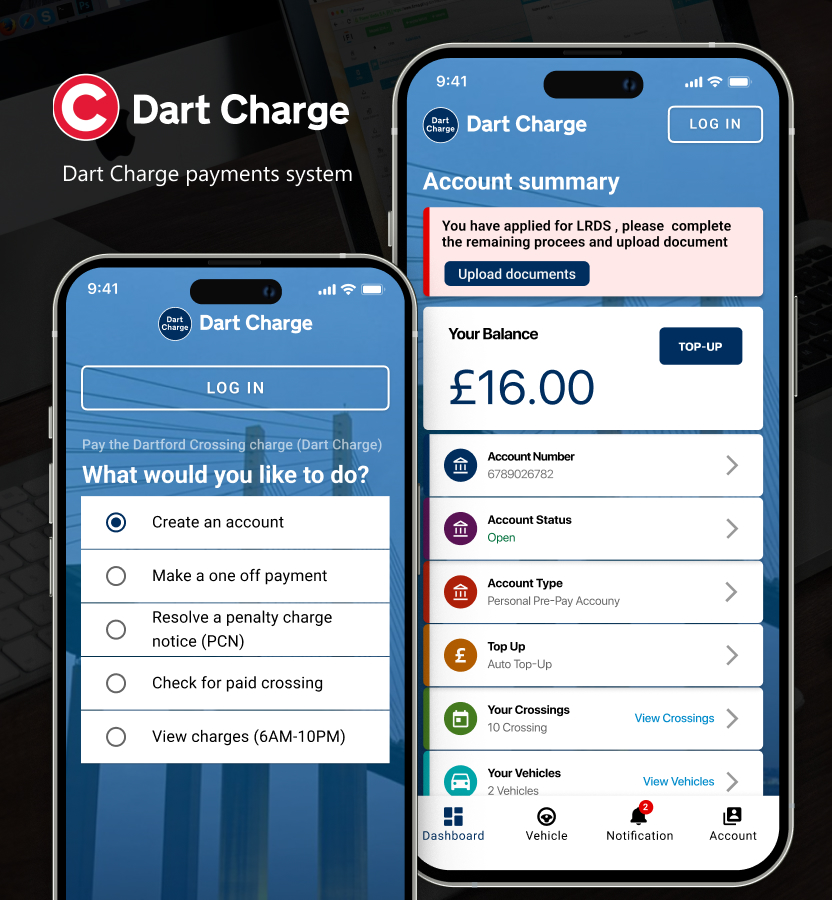 Dart Charge
Dart Charge payments system
9:41
Dart
Charge
Dart Charge
LOG IN
Pay the Dartford Crossing charge (Dart Charge)
What would you like to do?
Create an account
Make a one off payment
Resolve a penalty charge
notice (PCN)
Check for paid crossing
View charges (6AM-10PM)
9:41
Dart
Charge
Dart Charge
LOG IN
Account summary
You have applied for LRDS , please complete
the remaining procees and upload document
Upload documents
Your Balance
TOP-UP
£16.00
Account Number
6789026782
Account Status
Open
Account Type
Personal Pre-Pay Accouny
Top Up
Auto Top-Up
Your Crossings
10 Crossing
View Crossings
Your Vehicles
2 Vehicles
View Vehicles
2
Dashboard
Vehicle
Notification
Account